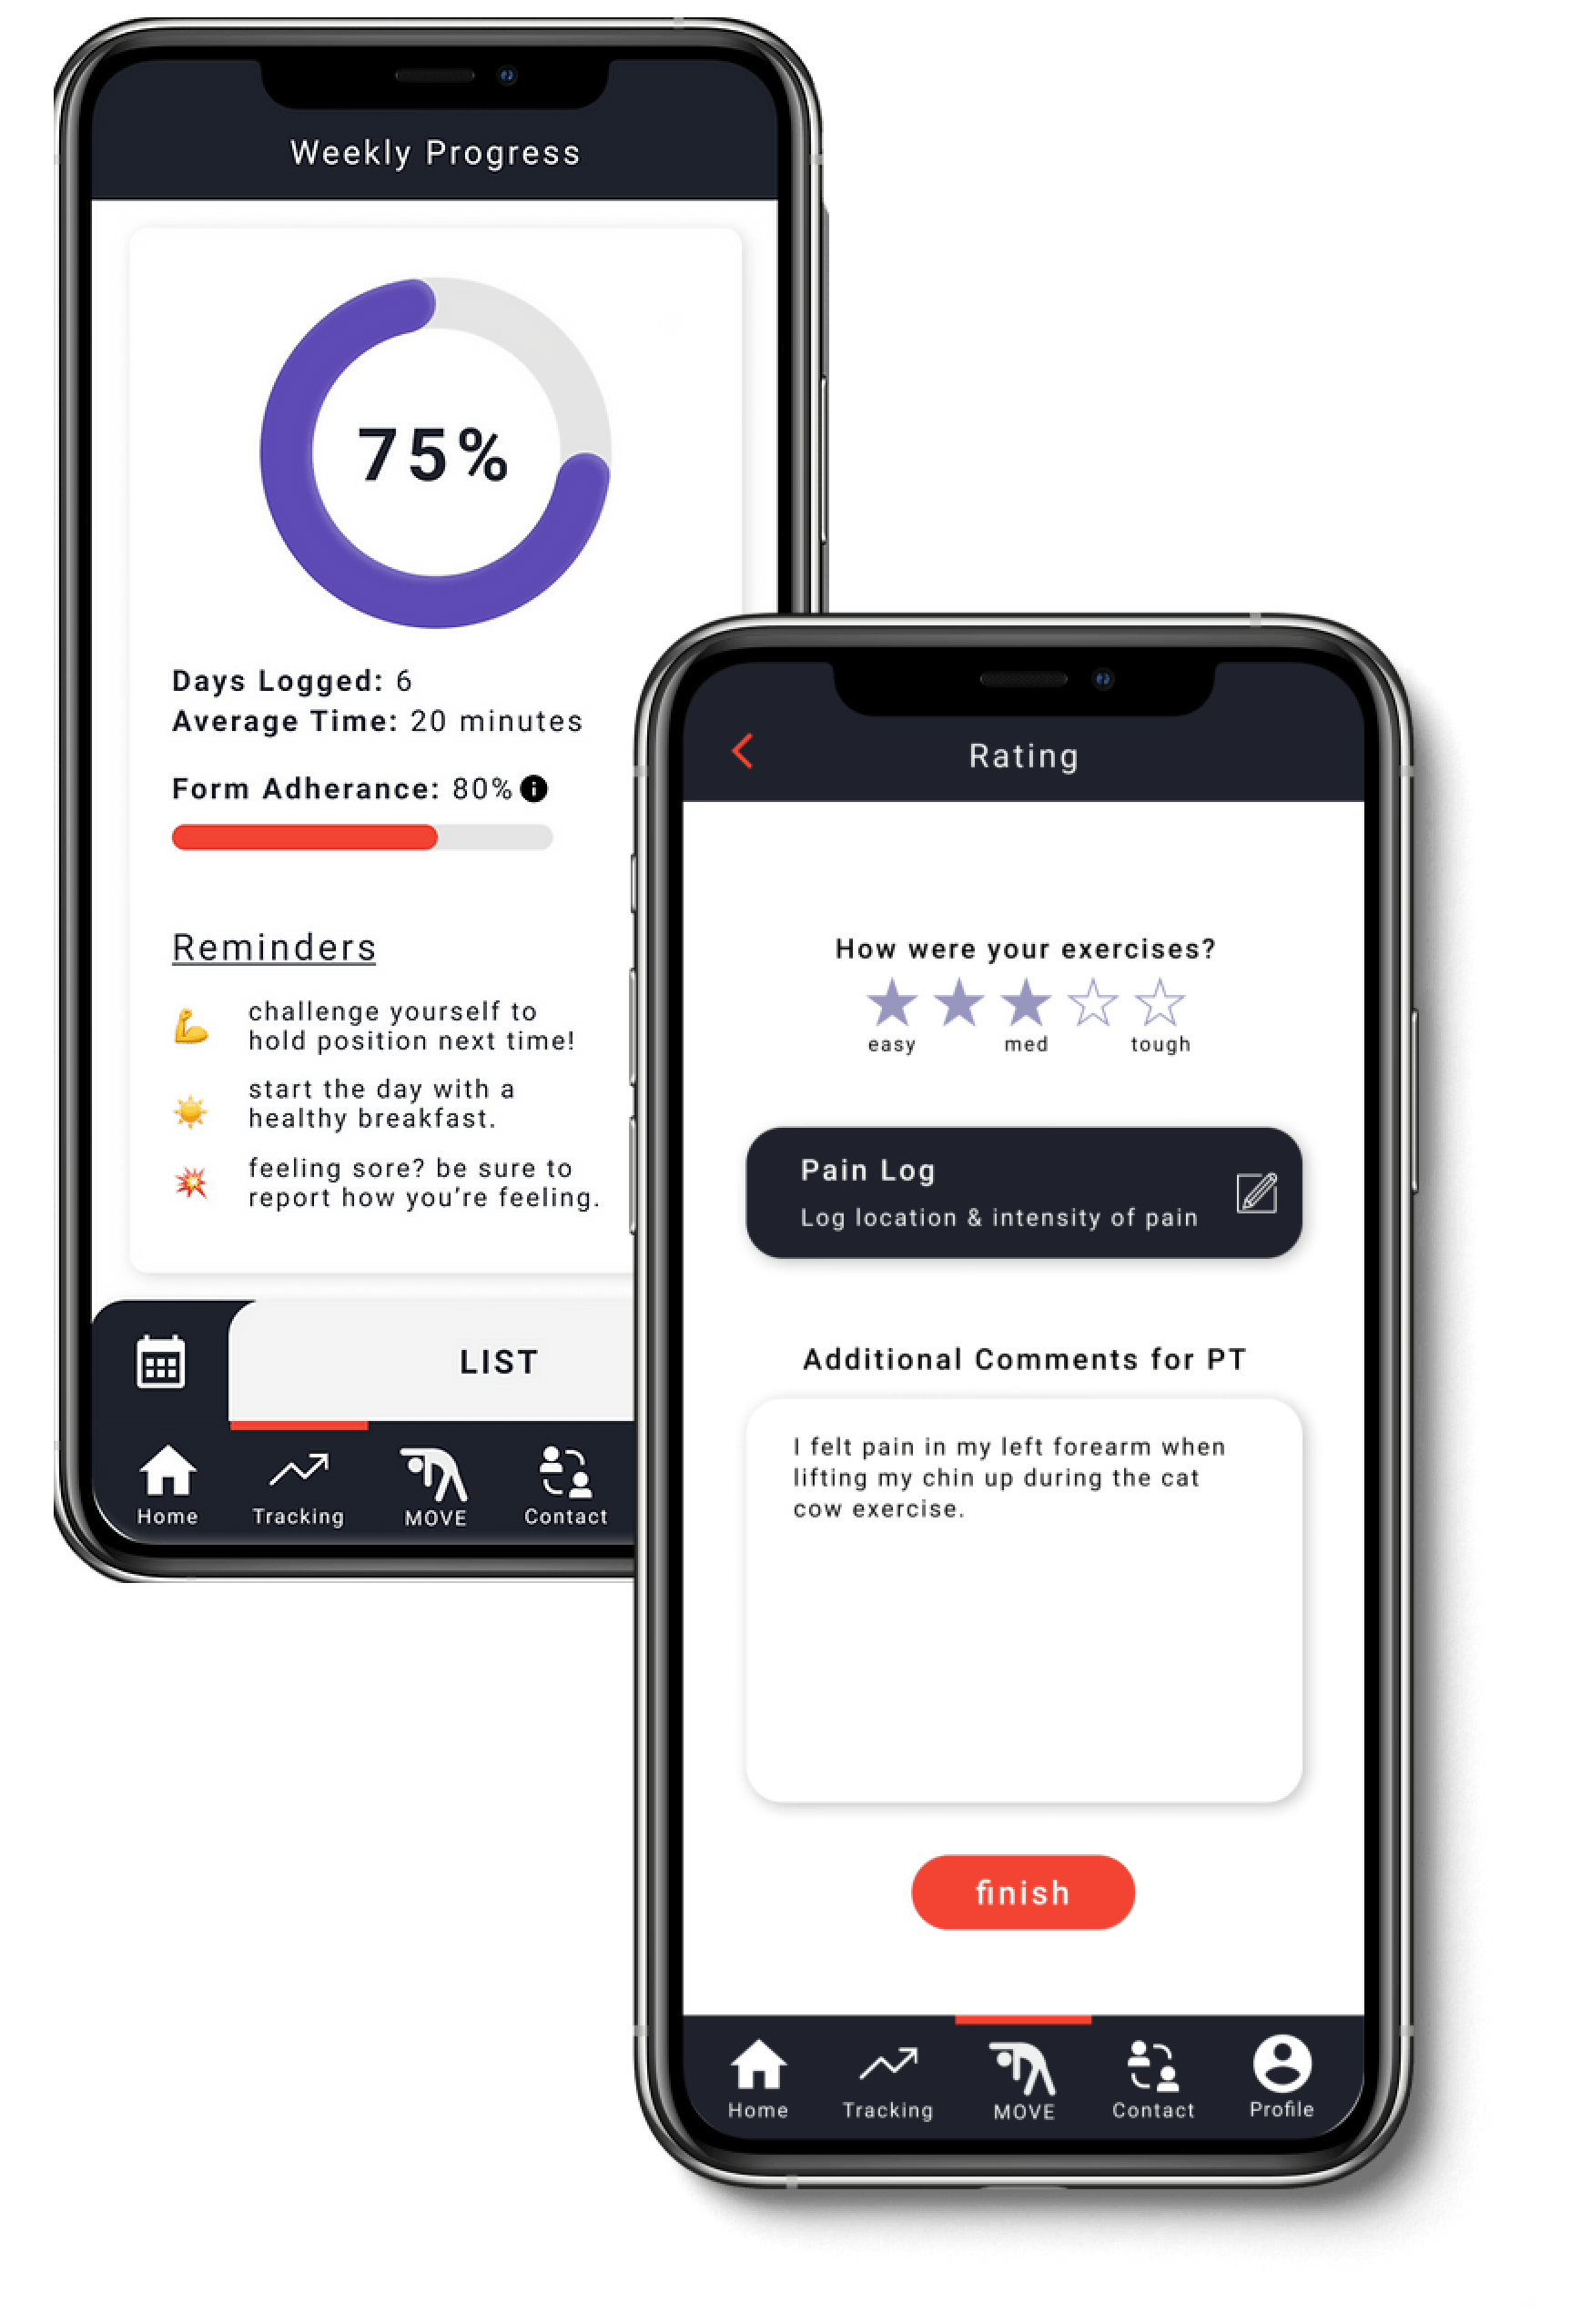 Weekly Progress
75%
Days Logged: 6
Average Time: 20 minutes
Form Adherance: 80%
Reminders
challenge yourself to
hold position next time!
start the day with a
healthy breakfast.
feeling sore? be sure to
report how you're feeling.
LIST
Home Tracking MOVE Contact
Rating
How were your exercises?
easy med tough
Pain Log
Log location & intensity of pain
Additional Comments for PT
I felt pain in my left forearm when
lifting my chin up during the cat
cow exercise.
finish
Home Tracking MOVE Contact Profile